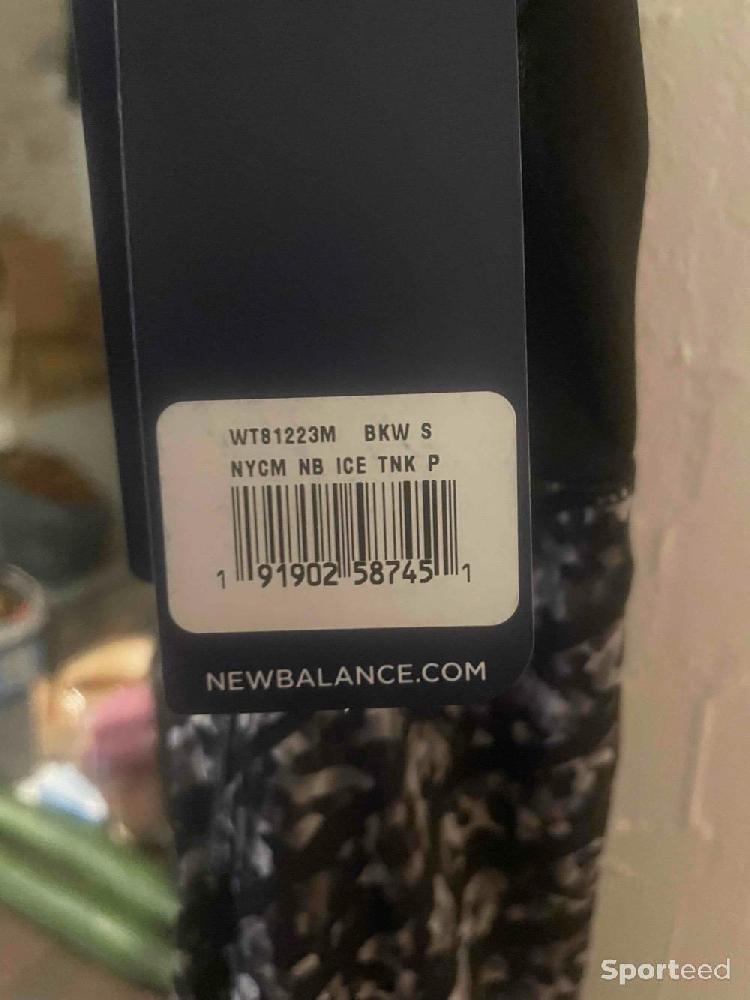 WT81223M BKW S
NYCM NB ICE TNK P
1 91902 58745 1
NEWBALANCE.COM
Sporteed